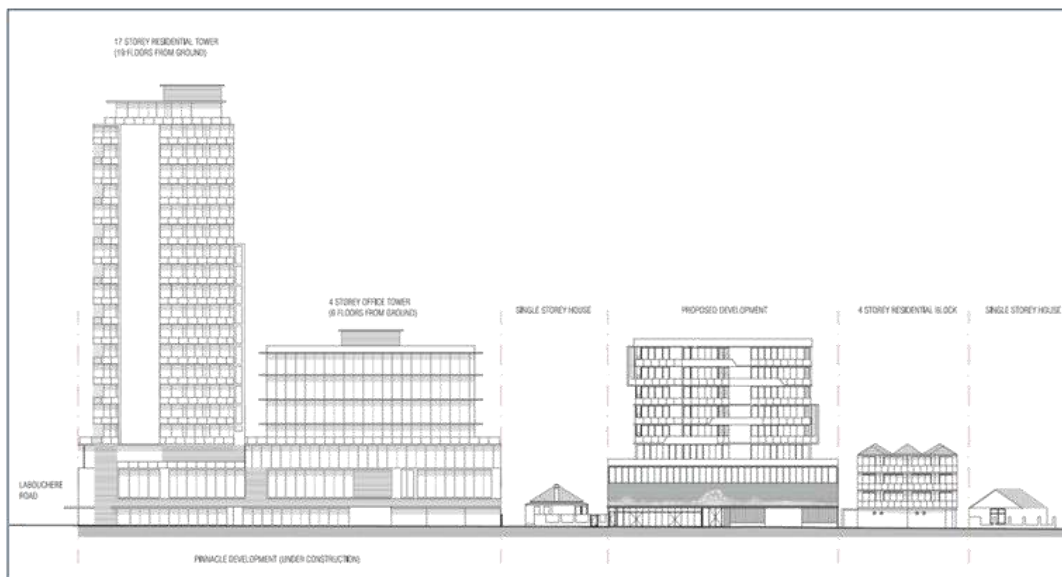 17 STOREY RESIDENTIAL TOWER
(19 FLOORS FROM GROUND)
4 STOREY OFFICE TOWER
(6 FLOORS FROM GROUND)
SINGLE STOREY HOUSE
PROPOSED DEVELOPMENT
4 STOREY RESIDENTIAL BLOCK
SINGLE STOREY HOUSE
LABOUCHERE
ROAD
PINNACLE DEVELOPMENT (UNDER CONSTRUCTION)